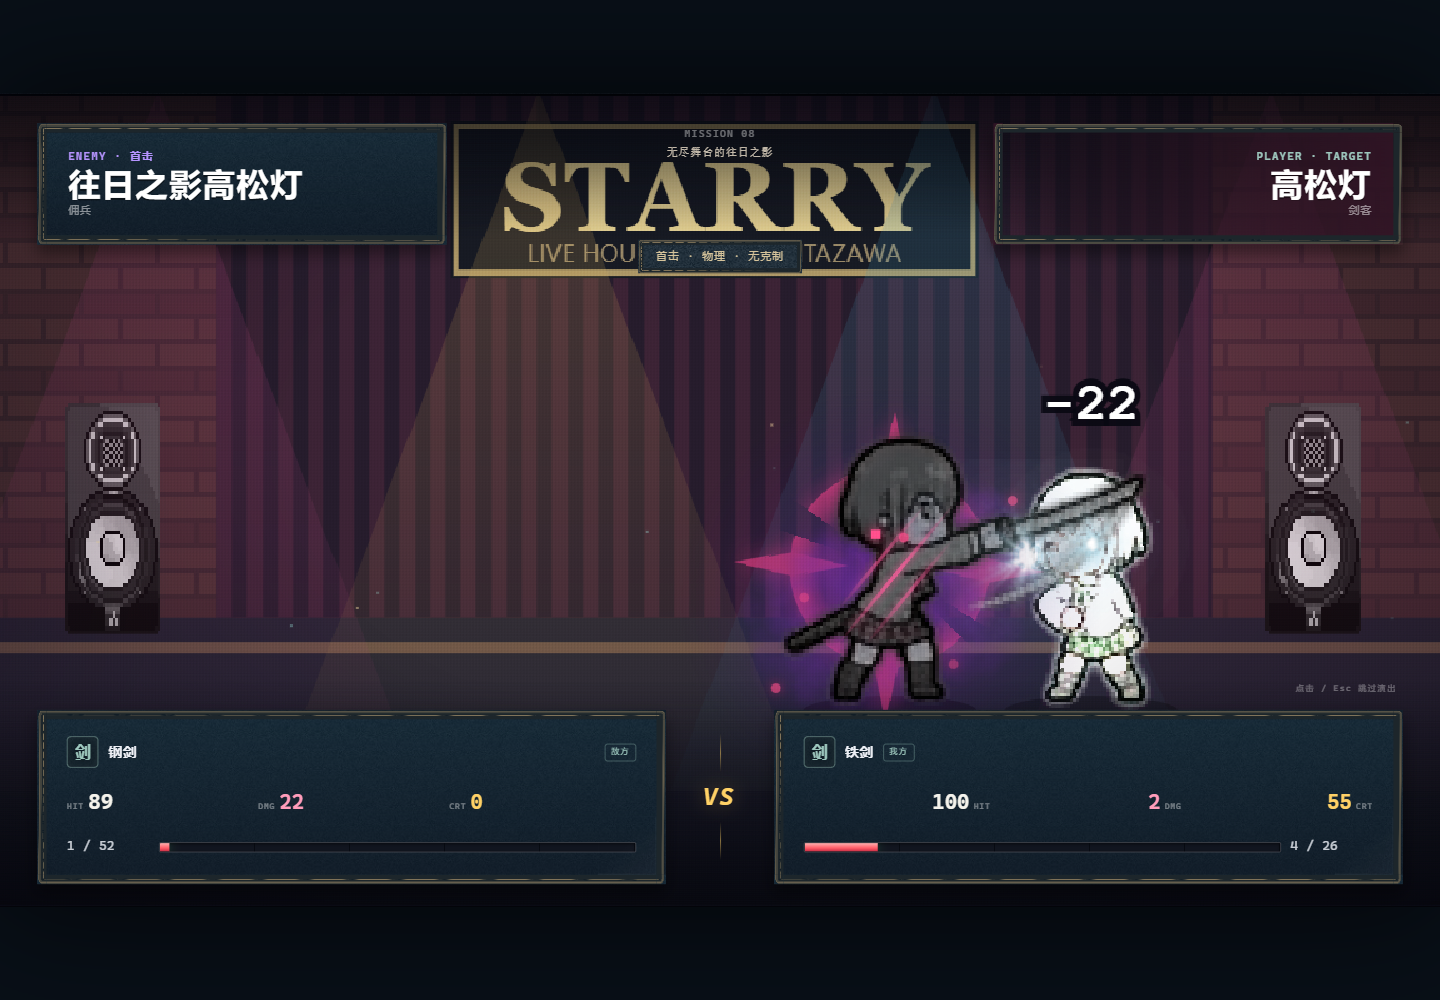 ENEMY · 首击
往日之影高松灯
佣兵
MISSION 08
无尽舞台的往日之影
STARRY
LIVE HOU
TAZAWA
首击 · 物理 · 无克制
PLAYER · TARGET
高松灯
剑客
-22
点击 / Esc 跳过演出
剑 钢剑 敌方
HIT 89 DMG 22 CRT 0
1 / 52
VS
剑 铁剑 我方
100 HIT 2 DMG 55 CRT
4 / 26